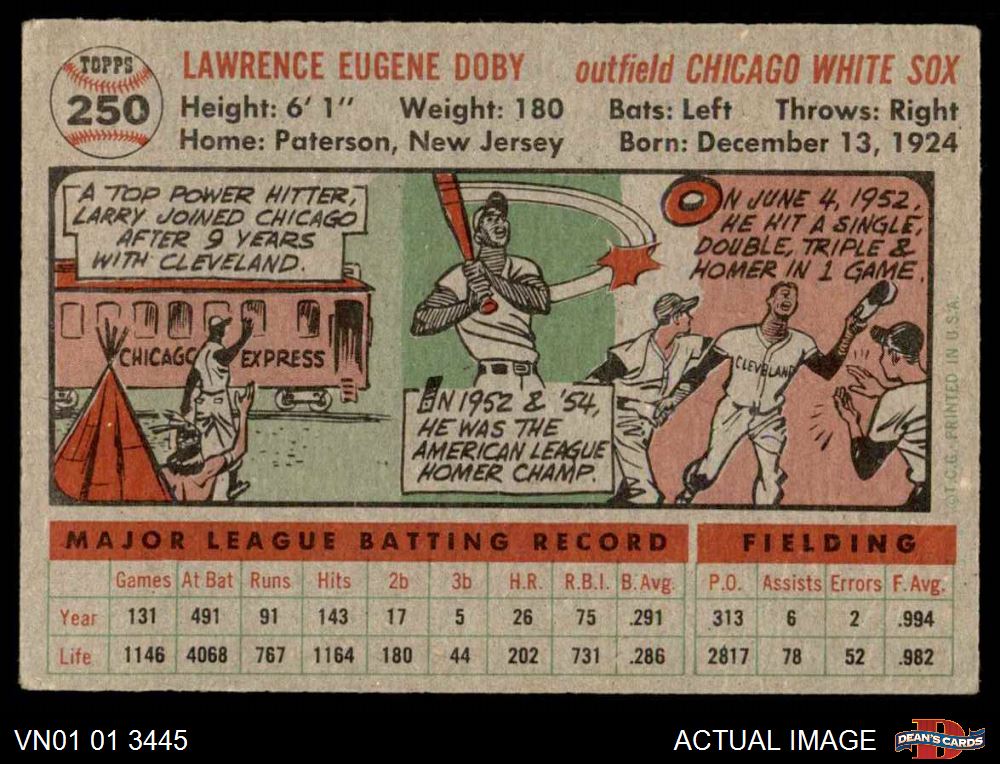 TOPPS
250
LAWRENCE EUGENE DOBY outfield CHICAGO WHITE SOX
Height: 6' 1" Weight: 180 Bats: Left Throws: Right
Home: Paterson, New Jersey Born: December 13, 1924
A TOP POWER HITTER,
LARRY JOINED CHICAGO
AFTER 9 YEARS
WITH CLEVELAND.
CHICAGO EXPRESS
IN 1952 & '54,
HE WAS THE
AMERICAN LEAGUE
HOMER CHAMP.
ON JUNE 4, 1952,
HE HIT A SINGLE,
DOUBLE, TRIPLE &
HOMER IN 1 GAME.
CLEVELAND
©T.C.G. PRINTED IN U.S.A.
MAJOR LEAGUE BATTING RECORD FIELDING
Games At Bat Runs Hits 2b 3b H.R. R.B.I. B.Avg. P.O. Assists Errors F.Avg.
Year 131 491 91 143 17 5 26 75 .291 313 6 2 .994
Life 1146 4068 767 1164 180 44 202 731 .286 2817 78 52 .982
VN01 01 3445 ACTUAL IMAGE DEAN'S CARDS